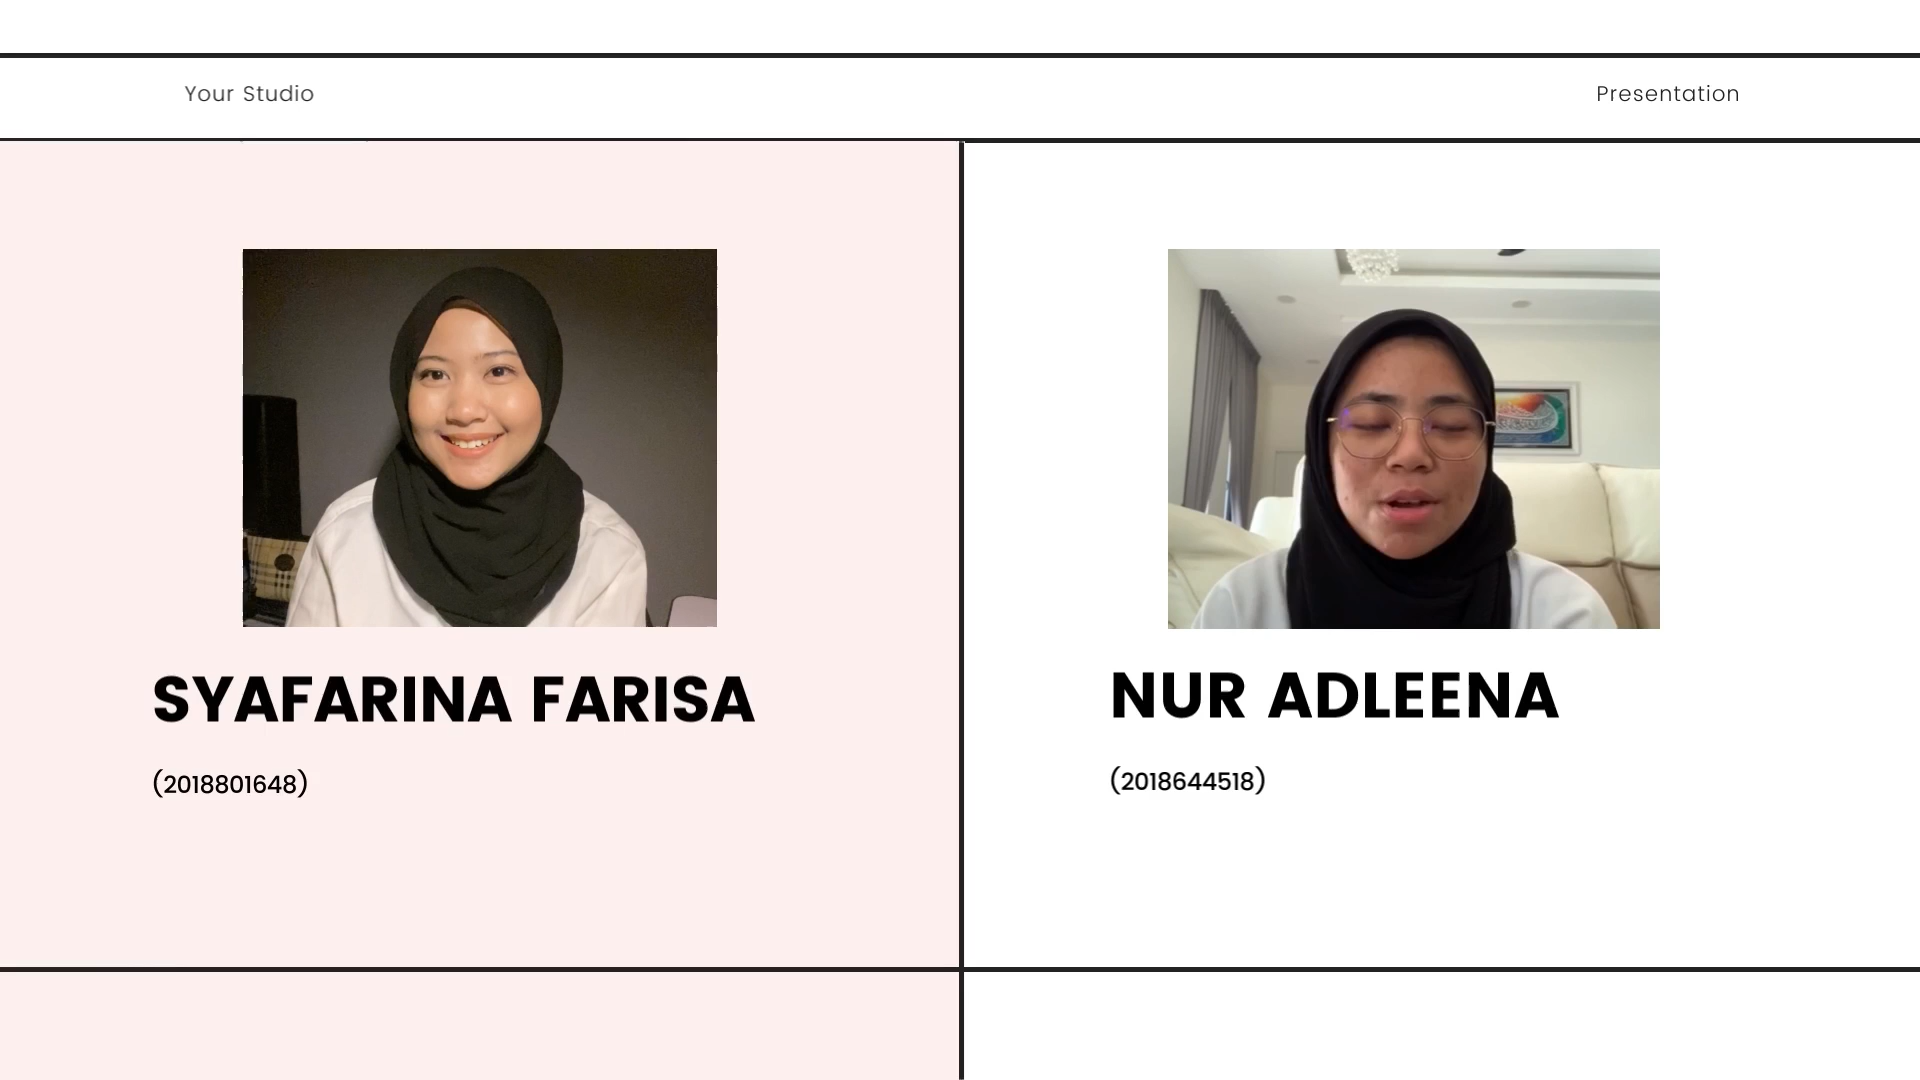 Your Studio
Presentation
SYAFARINA FARISA
(2018801648)
NUR ADLEENA
(2018644518)